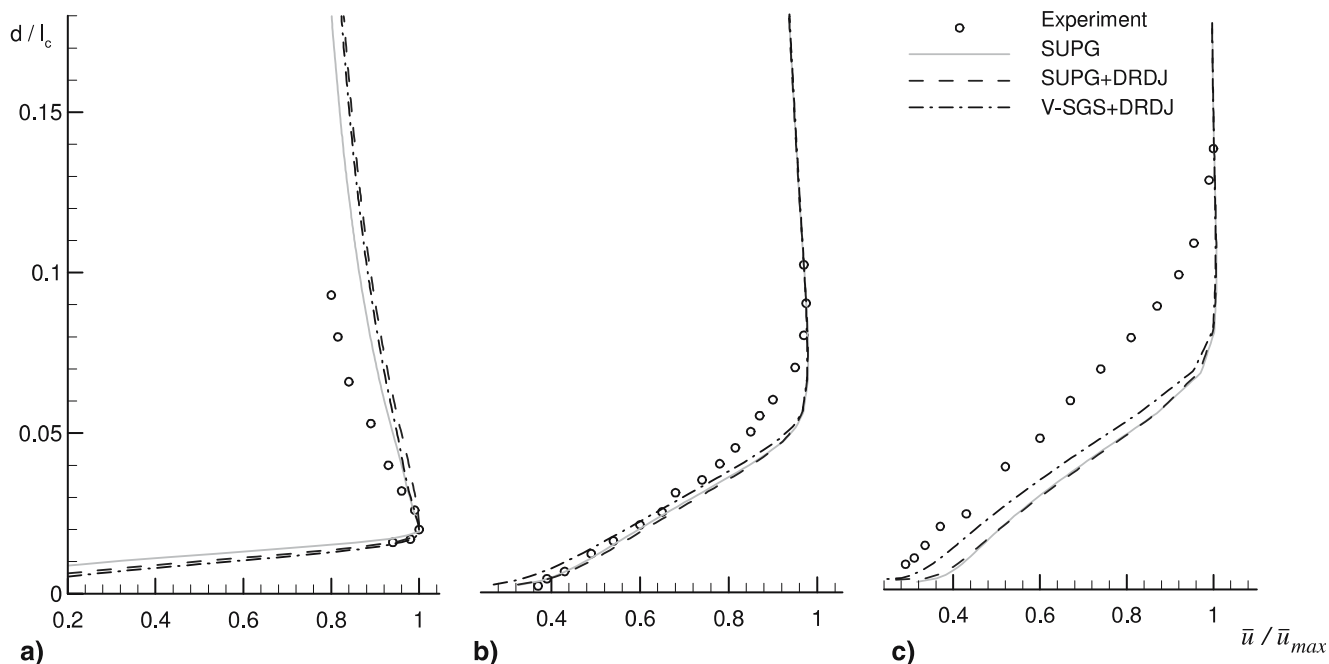 d / l_c
0.15
0.1
0.05
0
0.2 0.4 0.6 0.8 1
a)
0.4 0.6 0.8 1
b)
Experiment
SUPG
SUPG+DRDJ
V-SGS+DRDJ
0.4 0.6 0.8 1
c)
ū / ū_max